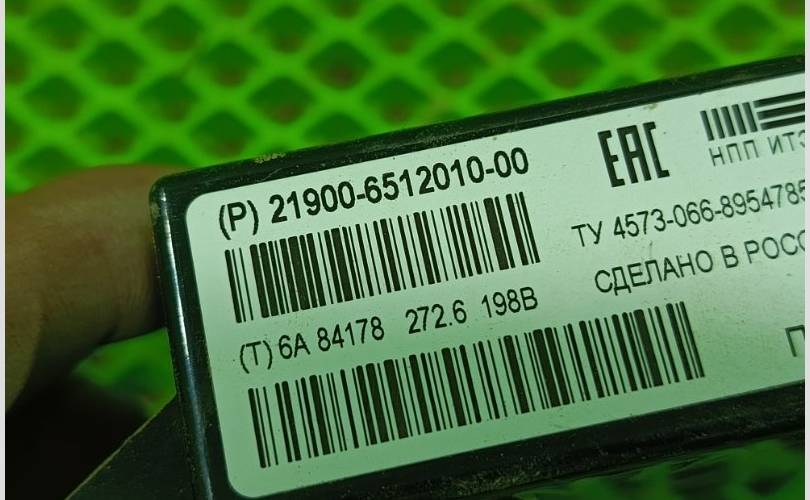 (P) 21900-6512010-00
EAC
НПП ИТЭ
ТУ 4573-066-8954785
СДЕЛАНО В РОСС
(T) 6A 84178 272.6 198B